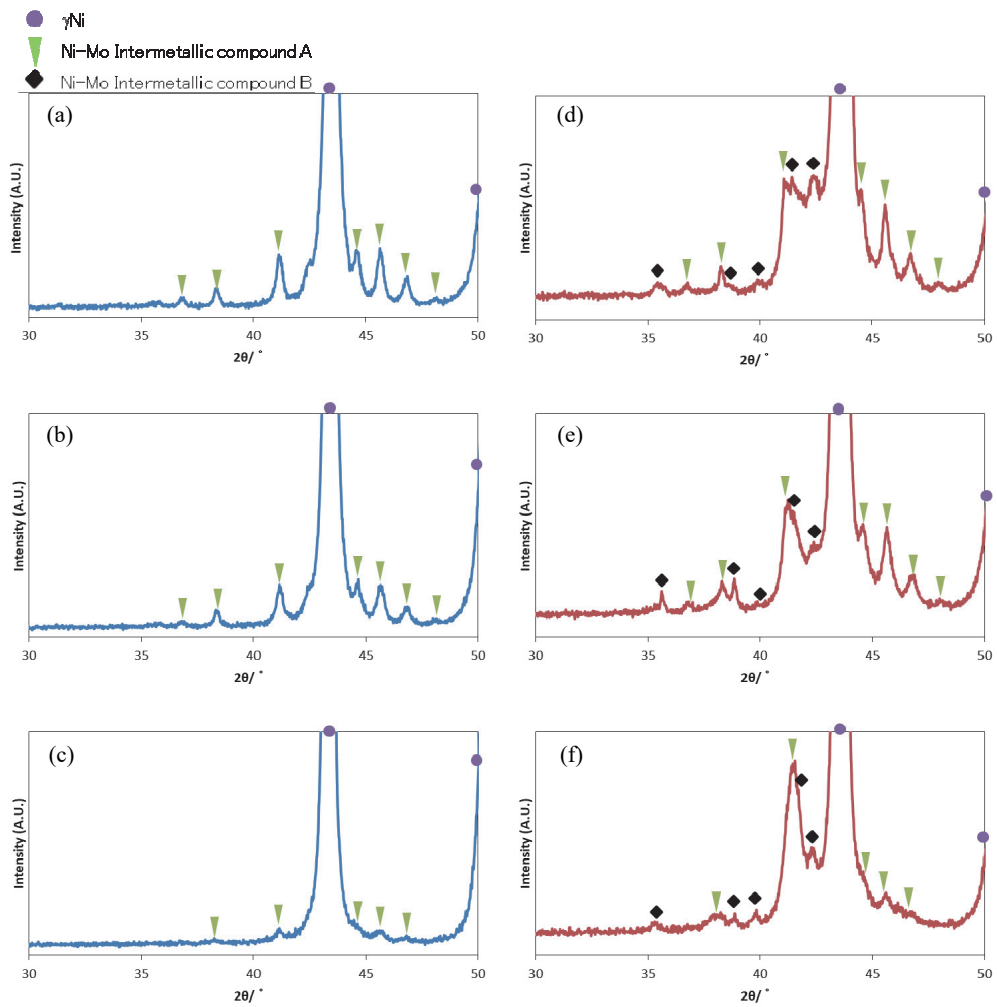 γNi
Ni-Mo Intermetallic compound A
Ni-Mo Intermetallic compound B
(a)
Intensity (A.U.)
30 35 40 45 50
2θ/ °
(d)
Intensity (A.U.)
30 35 40 45 50
2θ/ °
(b)
Intensity (A.U.)
30 35 40 45 50
2θ/ °
(e)
Intensity (A.U.)
30 35 40 45 50
2θ/ °
(c)
Intensity (A.U.)
30 35 40 45 50
2θ/ °
(f)
Intensity (A.U.)
30 35 40 45 50
2θ/ °